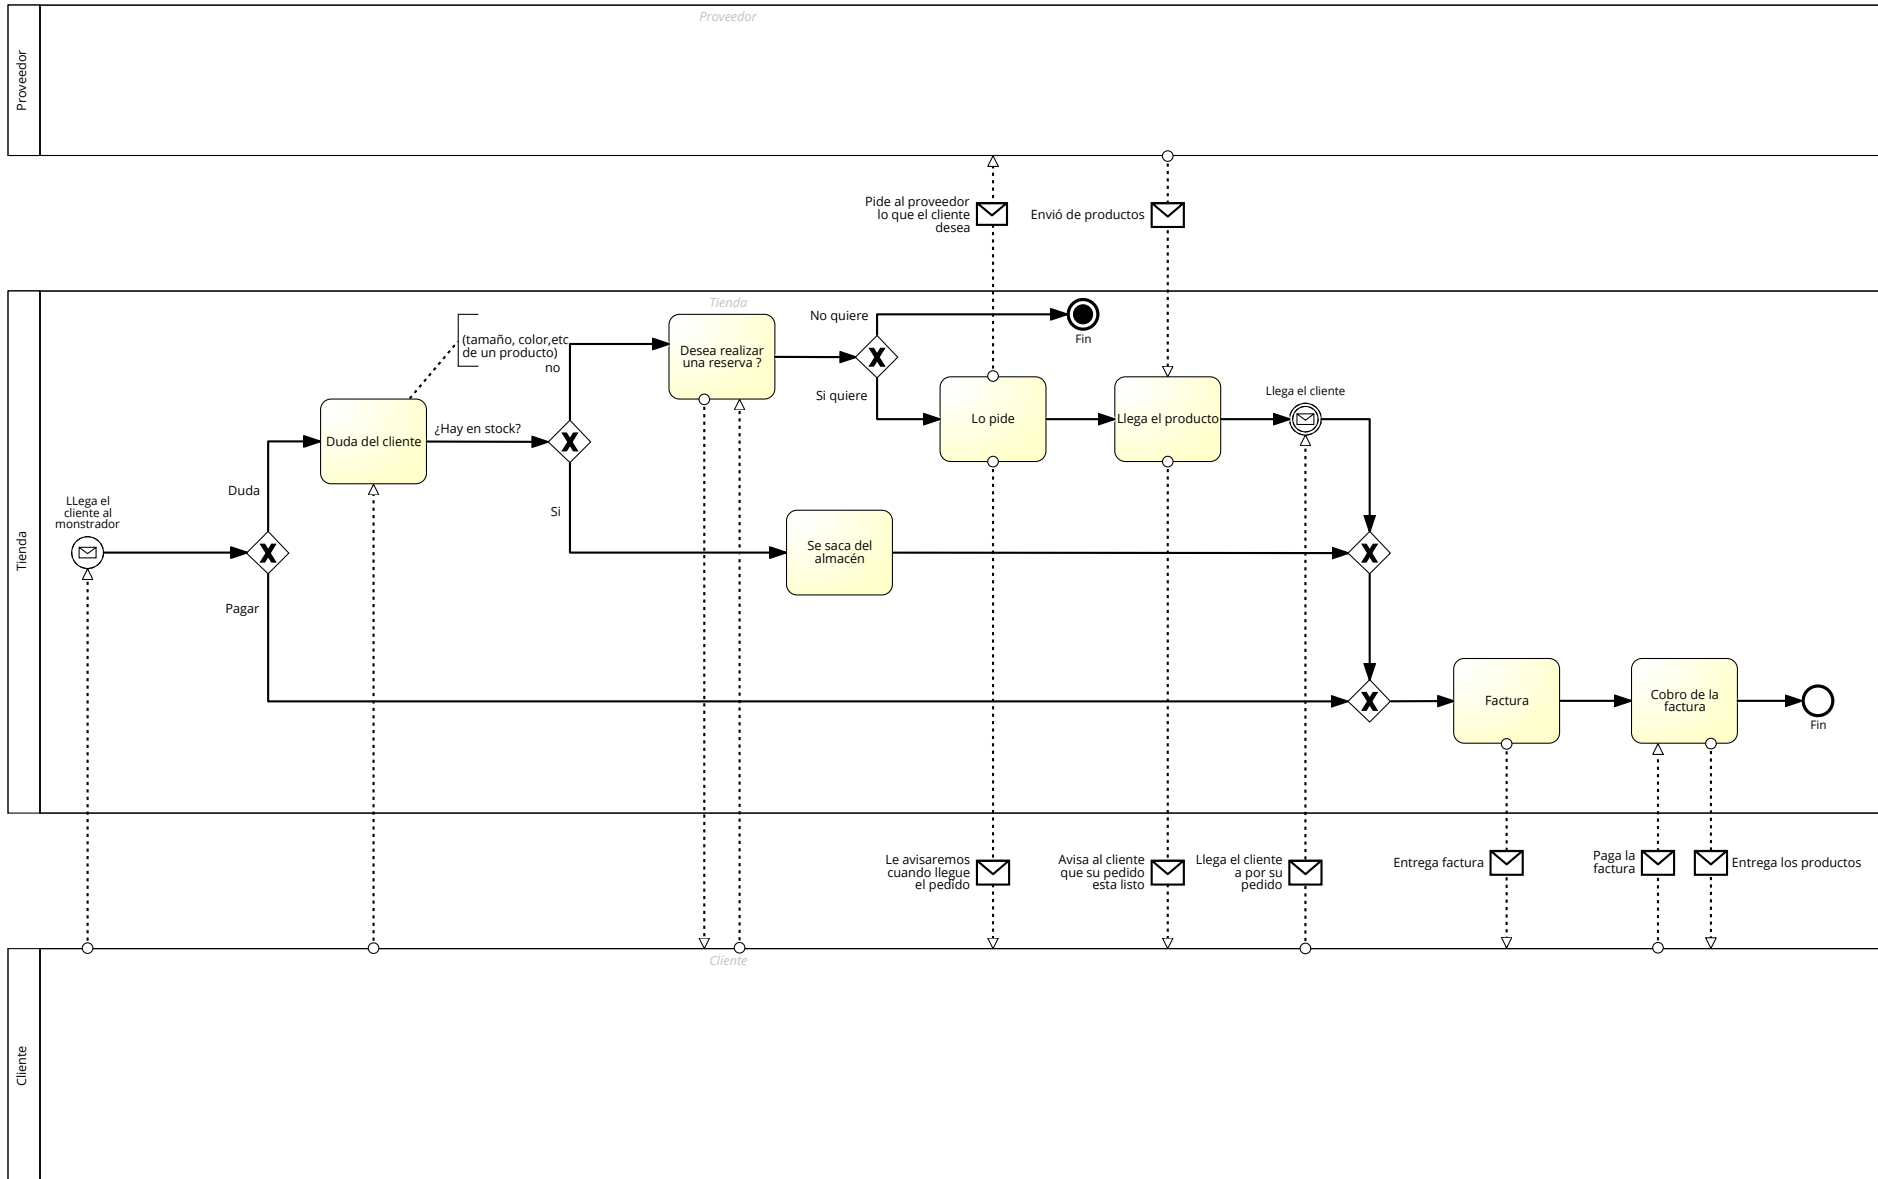 Proveedor
Proveedor
Pide al proveedor
lo que el cliente
desea
Envió de productos
Tienda
Tienda
No quiere
Fin
(tamaño, color,etc
de un producto)
no
Desea realizar
una reserva ?
Si quiere
Llega el cliente
Lo pide
Llega el producto
¿Hay en stock?
Duda del cliente
Duda
Si
LLega el
cliente al
monstrador
Se saca del
almacén
Pagar
Factura
Cobro de la
factura
Fin
Le avisaremos
cuando llegue
el pedido
Avisa al cliente
que su pedido
esta listo
Llega el cliente
a por su
pedido
Entrega factura
Paga la
factura
Entrega los productos
Cliente
Cliente